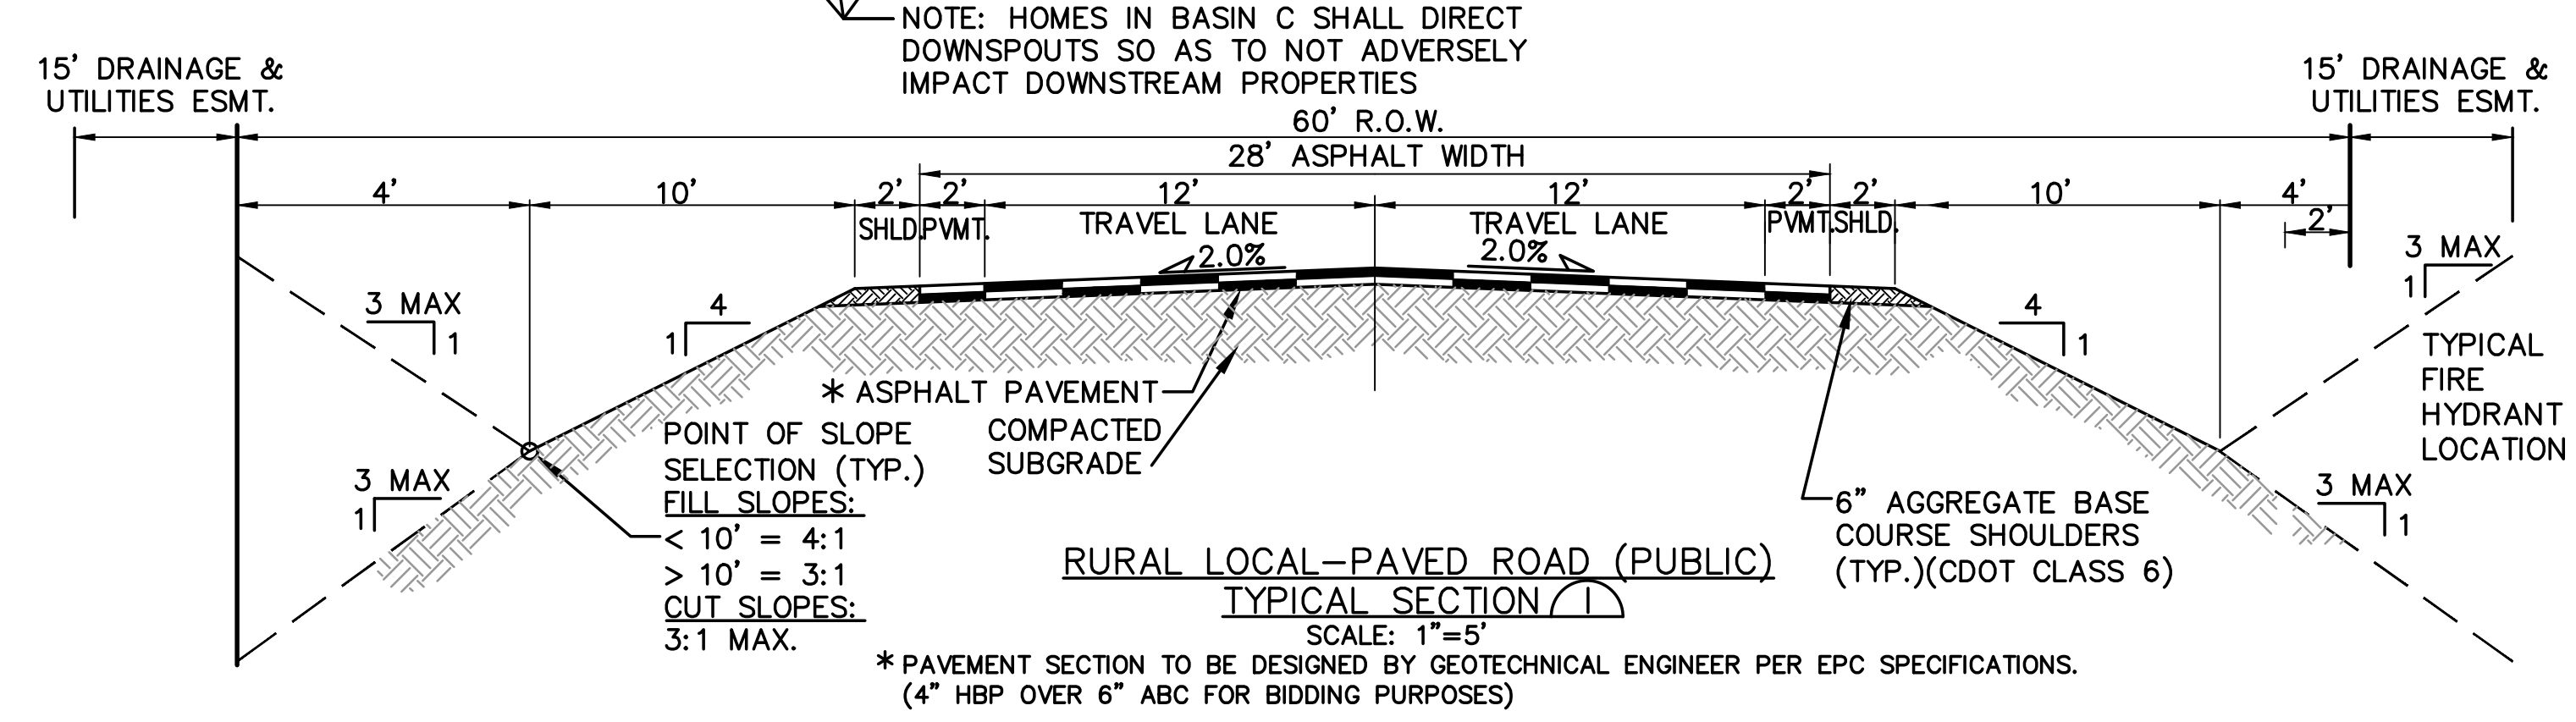 NOTE: HOMES IN BASIN C SHALL DIRECT
DOWNSPOUTS SO AS TO NOT ADVERSELY
IMPACT DOWNSTREAM PROPERTIES
15' DRAINAGE &
UTILITIES ESMT.
15' DRAINAGE &
UTILITIES ESMT.
60' R.O.W.
28' ASPHALT WIDTH
4' 10' 2' 2' 12' 12' 2' 2' 10' 4'
SHLD. PVMT. TRAVEL LANE TRAVEL LANE PVMT. SHLD. 2'
2.0% 2.0%
3 MAX
1
4
1
4
1
3 MAX
1
TYPICAL
FIRE
HYDRANT
LOCATION
* ASPHALT PAVEMENT
COMPACTED
SUBGRADE
POINT OF SLOPE
SELECTION (TYP.)
FILL SLOPES:
< 10' = 4:1
> 10' = 3:1
CUT SLOPES:
3:1 MAX.
3 MAX
1
3 MAX
1
6" AGGREGATE BASE
COURSE SHOULDERS
(TYP.)(CDOT CLASS 6)
RURAL LOCAL-PAVED ROAD (PUBLIC)
TYPICAL SECTION 1
SCALE: 1"=5'
* PAVEMENT SECTION TO BE DESIGNED BY GEOTECHNICAL ENGINEER PER EPC SPECIFICATIONS.
(4" HBP OVER 6" ABC FOR BIDDING PURPOSES)